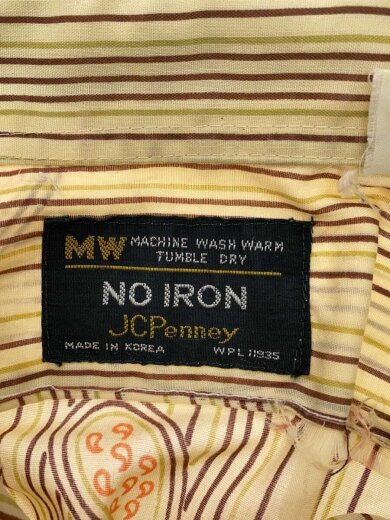 MW MACHINE WASH WARM
TUMBLE DRY
NO IRON
JCPenney
MADE IN KOREA WPL 11935